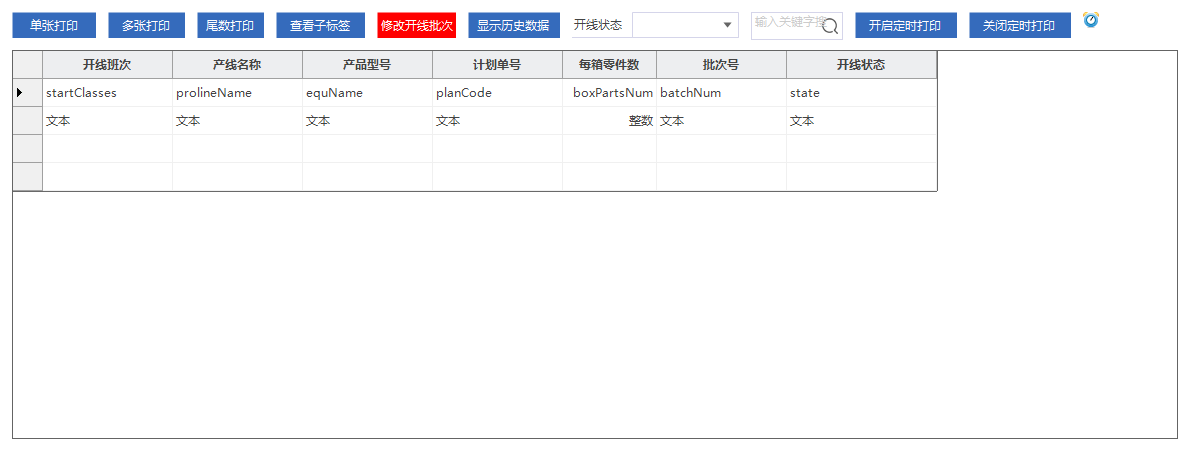 单张打印 多张打印 尾数打印 查看子标签 修改开线批次 显示历史数据 开线状态 输入关键字搜 开启定时打印 关闭定时打印
开线班次 产线名称 产品型号 计划单号 每箱零件数 批次号 开线状态
startClasses prolineName equName planCode boxPartsNum batchNum state
文本 文本 文本 文本 整数 文本 文本